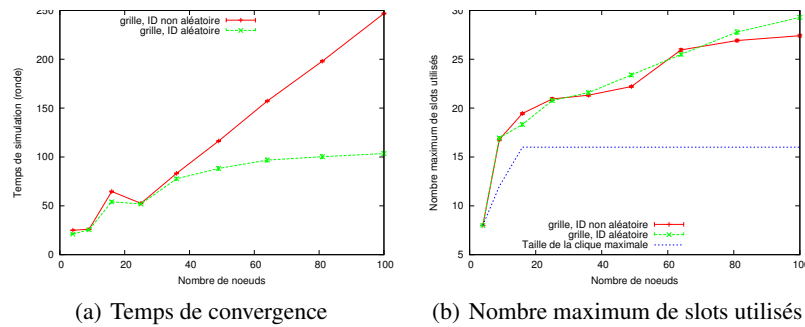 250
200
150
100
50
0
Temps de simulation (ronde)
grille, ID non aléatoire
grille, ID aléatoire
0 20 40 60 80 100
Nombre de noeuds
(a) Temps de convergence
30
25
20
15
10
5
Nombre maximum de slots utilisés
grille, ID non aléatoire
grille, ID aléatoire
Taille de la clique maximale
0 20 40 60 80 100
Nombre de noeuds
(b) Nombre maximum de slots utilisés